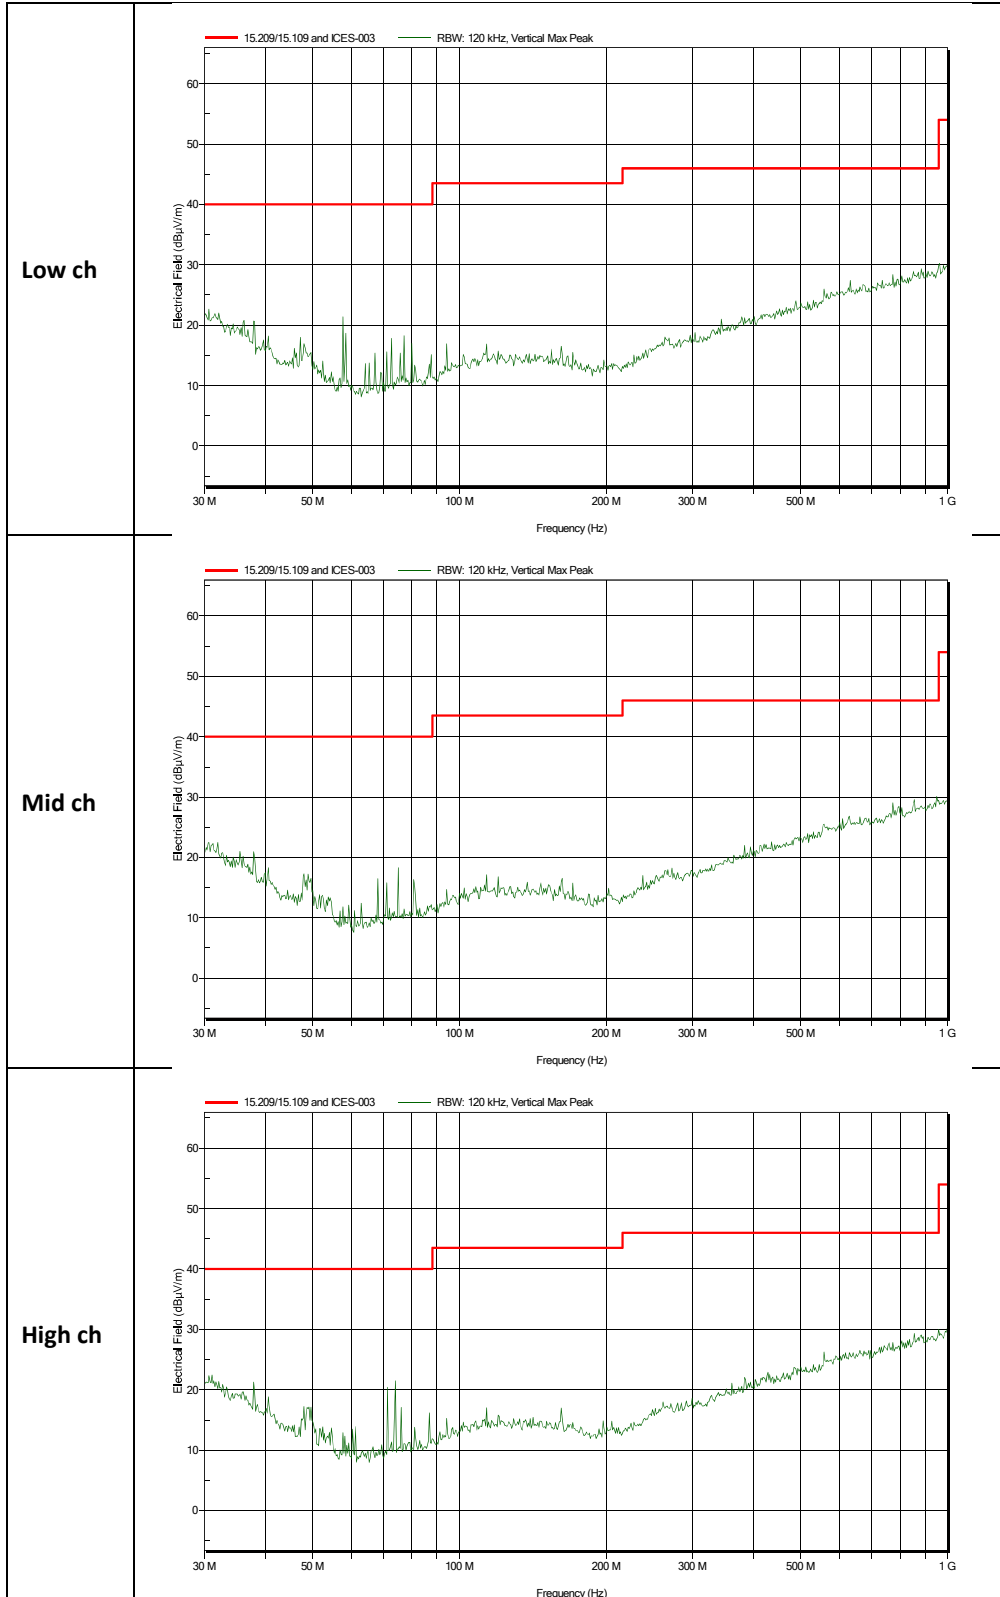 Low ch
15.209/15.109 and ICES-003 RBW: 120 kHz, Vertical Max Peak
Electrical Field (dBµV/m)
60
50
40
30
20
10
0
30 M 50 M 100 M 200 M 300 M 500 M 1 G
Frequency (Hz)
Mid ch
15.209/15.109 and ICES-003 RBW: 120 kHz, Vertical Max Peak
Electrical Field (dBµV/m)
60
50
40
30
20
10
0
30 M 50 M 100 M 200 M 300 M 500 M 1 G
Frequency (Hz)
High ch
15.209/15.109 and ICES-003 RBW: 120 kHz, Vertical Max Peak
Electrical Field (dBµV/m)
60
50
40
30
20
10
0
30 M 50 M 100 M 200 M 300 M 500 M 1 G
Frequency (Hz)